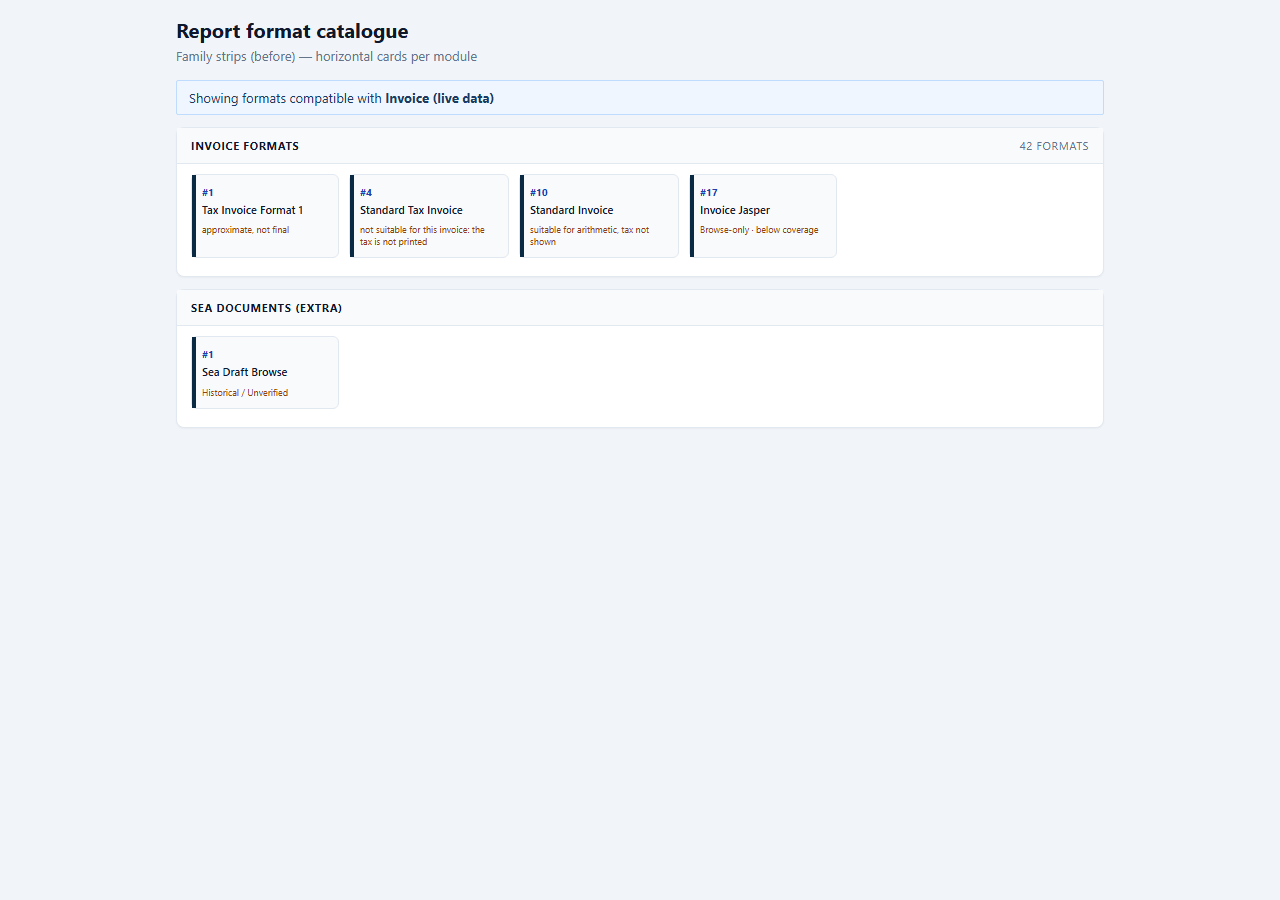 Report format catalogue
Family strips (before) — horizontal cards per module
Showing formats compatible with Invoice (live data)
INVOICE FORMATS
42 FORMATS
#1
Tax Invoice Format 1
approximate, not final
#4
Standard Tax Invoice
not suitable for this invoice: the
tax is not printed
#10
Standard Invoice
suitable for arithmetic, tax not
shown
#17
Invoice Jasper
Browse-only · below coverage
SEA DOCUMENTS (EXTRA)
#1
Sea Draft Browse
Historical / Unverified